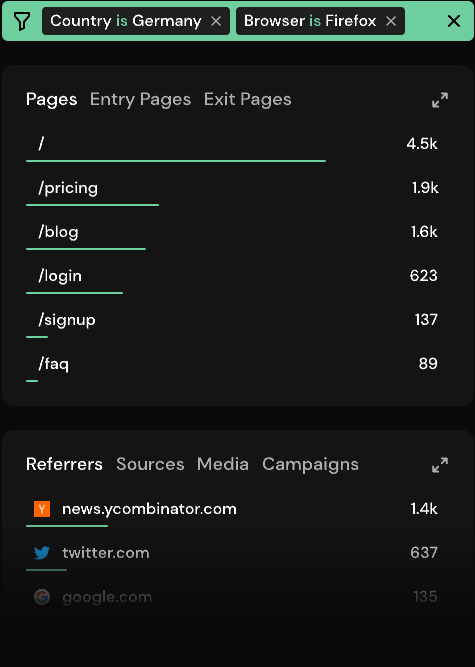 Country is Germany Browser is Firefox
Pages Entry Pages Exit Pages
/ 4.5k
/pricing 1.9k
/blog 1.6k
/login 623
/signup 137
/faq 89
Referrers Sources Media Campaigns
Y news.ycombinator.com 1.4k
twitter.com 637
G google.com 135